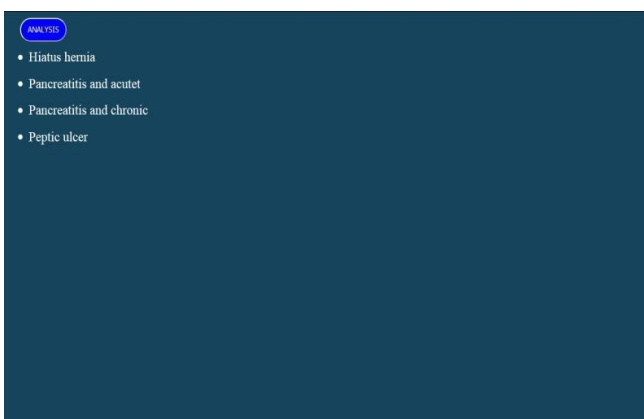 ANALYSIS
Hiatus hernia
Pancreatitis and acutet
Pancreatitis and chronic
Peptic ulcer